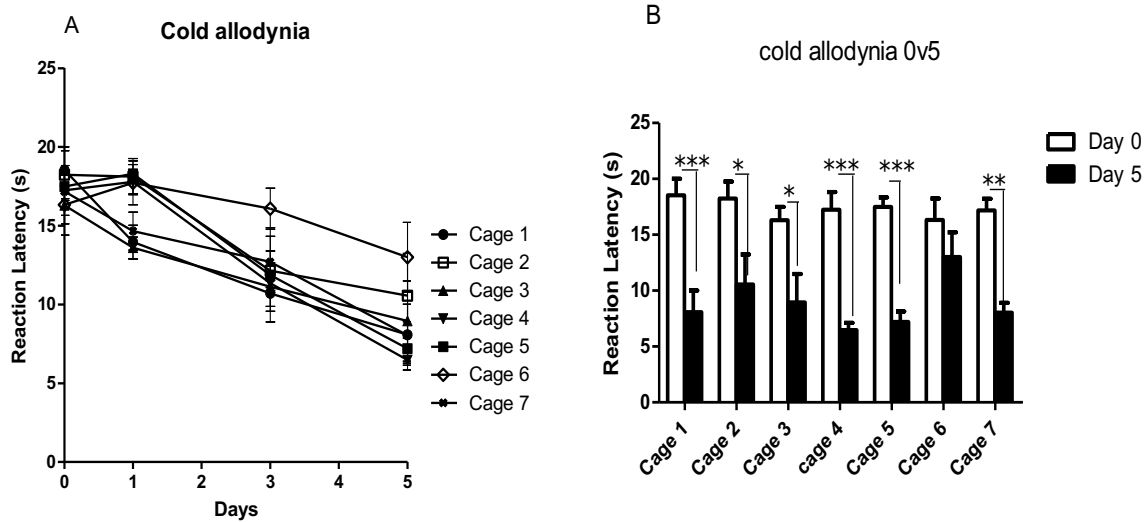 A
Cold allodynia
25
20
15
10
5
0
Reaction Latency (s)
0 1 2 3 4 5
Days
Cage 1
Cage 2
Cage 3
Cage 4
Cage 5
Cage 6
Cage 7
B
cold allodynia 0v5
25
20
15
10
5
0
Reaction Latency (s)
*** * * *** *** **
Cage 1 Cage 2 Cage 3 cage 4 Cage 5 Cage 6 Cage 7
Day 0
Day 5